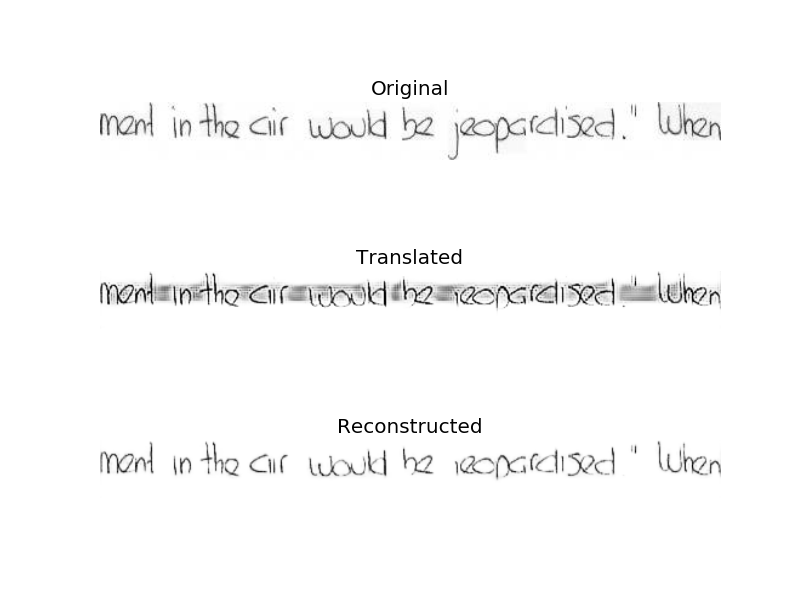 Original
ment in the air would be jeopardised." When
Translated
ment in the air would be jeopardised " When
Reconstructed
ment in the air would be jeopardised " When